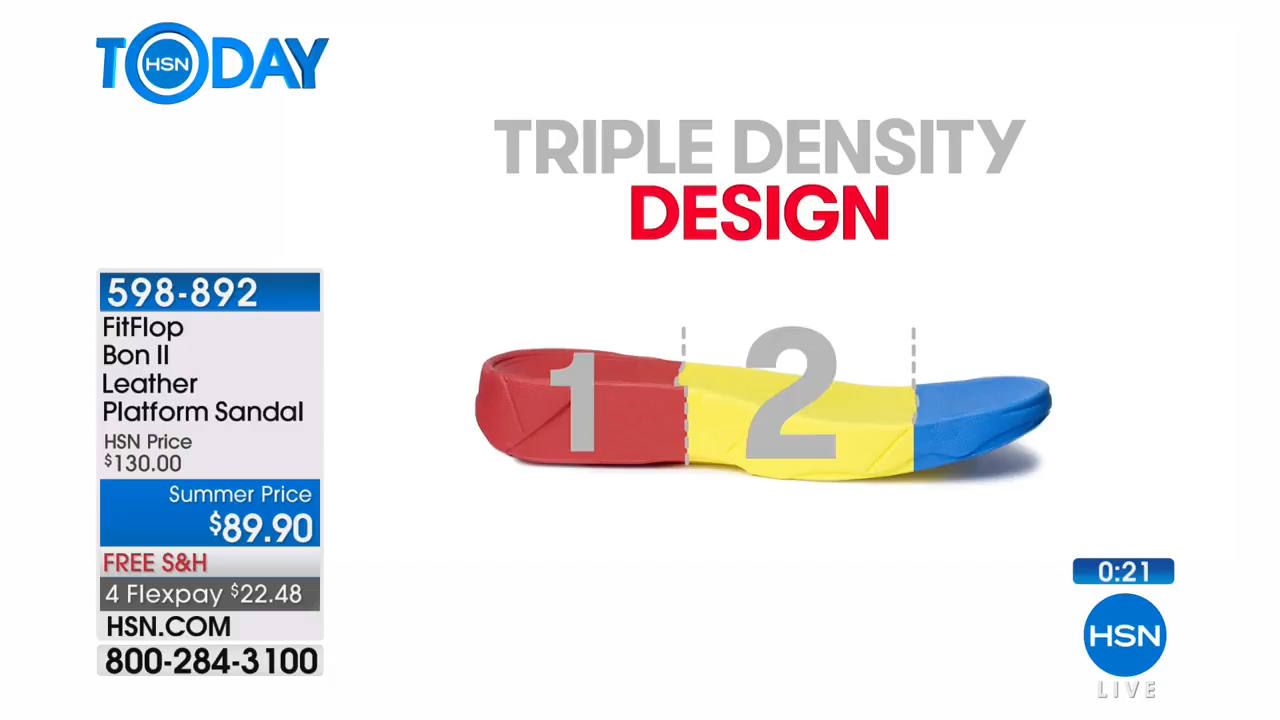 TODAY
HSN
TRIPLE DENSITY
DESIGN
1
2
598-892
FitFlop
Bon II
Leather
Platform Sandal
HSN Price
$130.00
Summer Price
$89.90
FREE S&H
4 Flexpay $22.48
HSN.COM
800-284-3100
0:21
HSN
LIVE